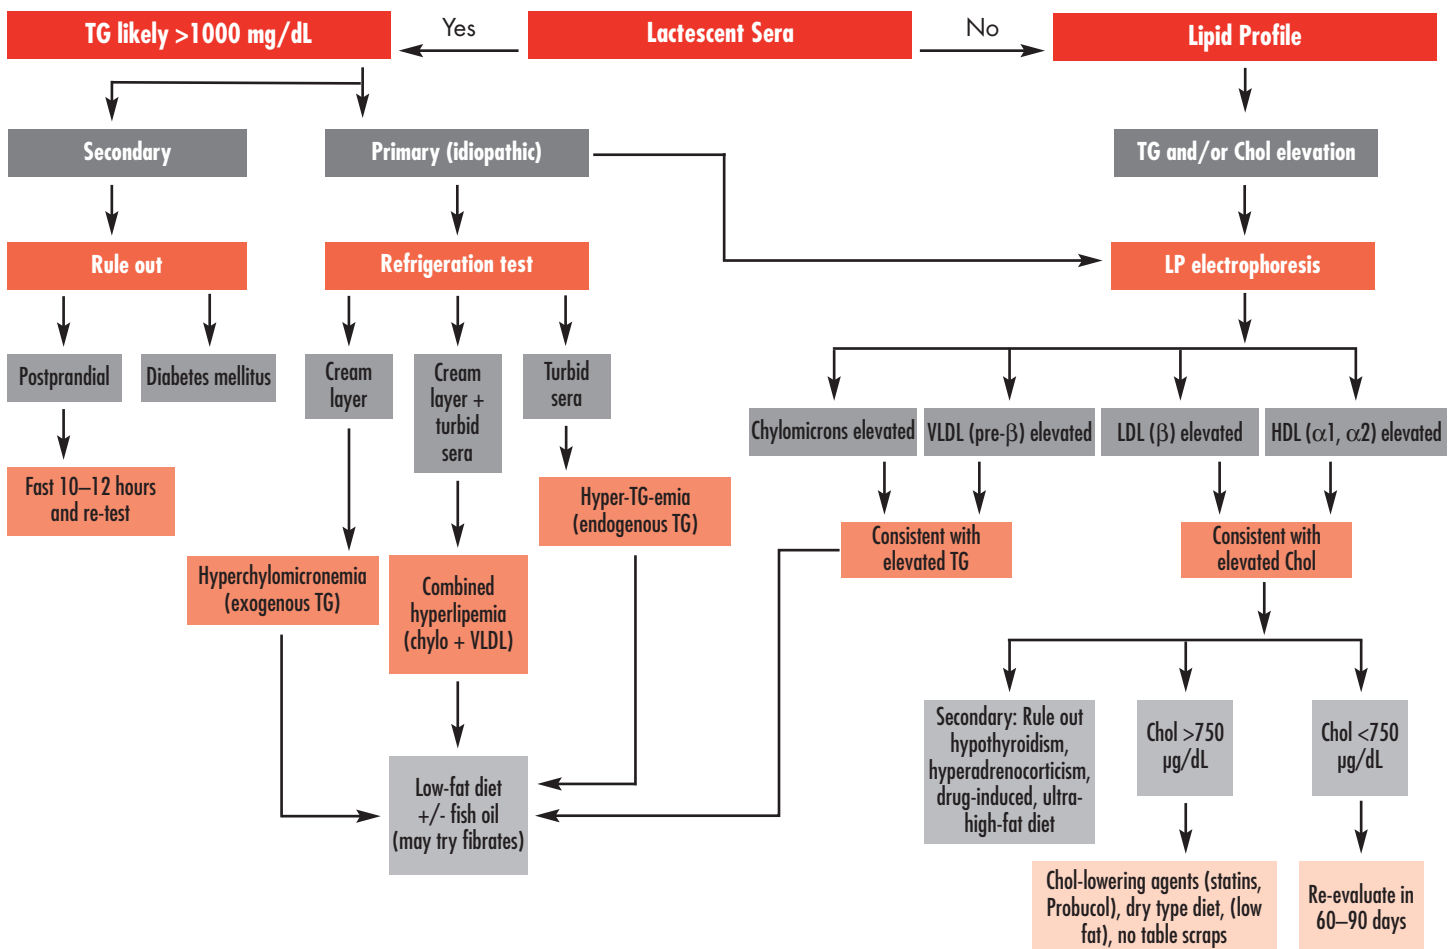 TG likely >1000 mg/dL
Yes
Lactescent Sera
No
Lipid Profile
Secondary
Primary (idiopathic)
TG and/or Chol elevation
Rule out
Refrigeration test
LP electrophoresis
Postprandial
Diabetes mellitus
Cream
layer
Cream
layer +
turbid
sera
Turbid
sera
Chylomicrons elevated
VLDL (pre-β) elevated
LDL (β) elevated
HDL (α1, α2) elevated
Fast 10–12 hours
and re-test
Hyper-TG-emia
(endogenous TG)
Consistent with
elevated TG
Consistent with
elevated Chol
Hyperchylomicronemia
(exogenous TG)
Combined
hyperlipemia
(chylo + VLDL)
Secondary: Rule out
hypothyroidism,
hyperadrenocorticism,
drug-induced, ultra-
high-fat diet
Chol >750
µg/dL
Chol <750
µg/dL
Low-fat diet
+/- fish oil
(may try fibrates)
Chol-lowering agents (statins,
Probucol), dry type diet, (low
fat), no table scraps
Re-evaluate in
60–90 days